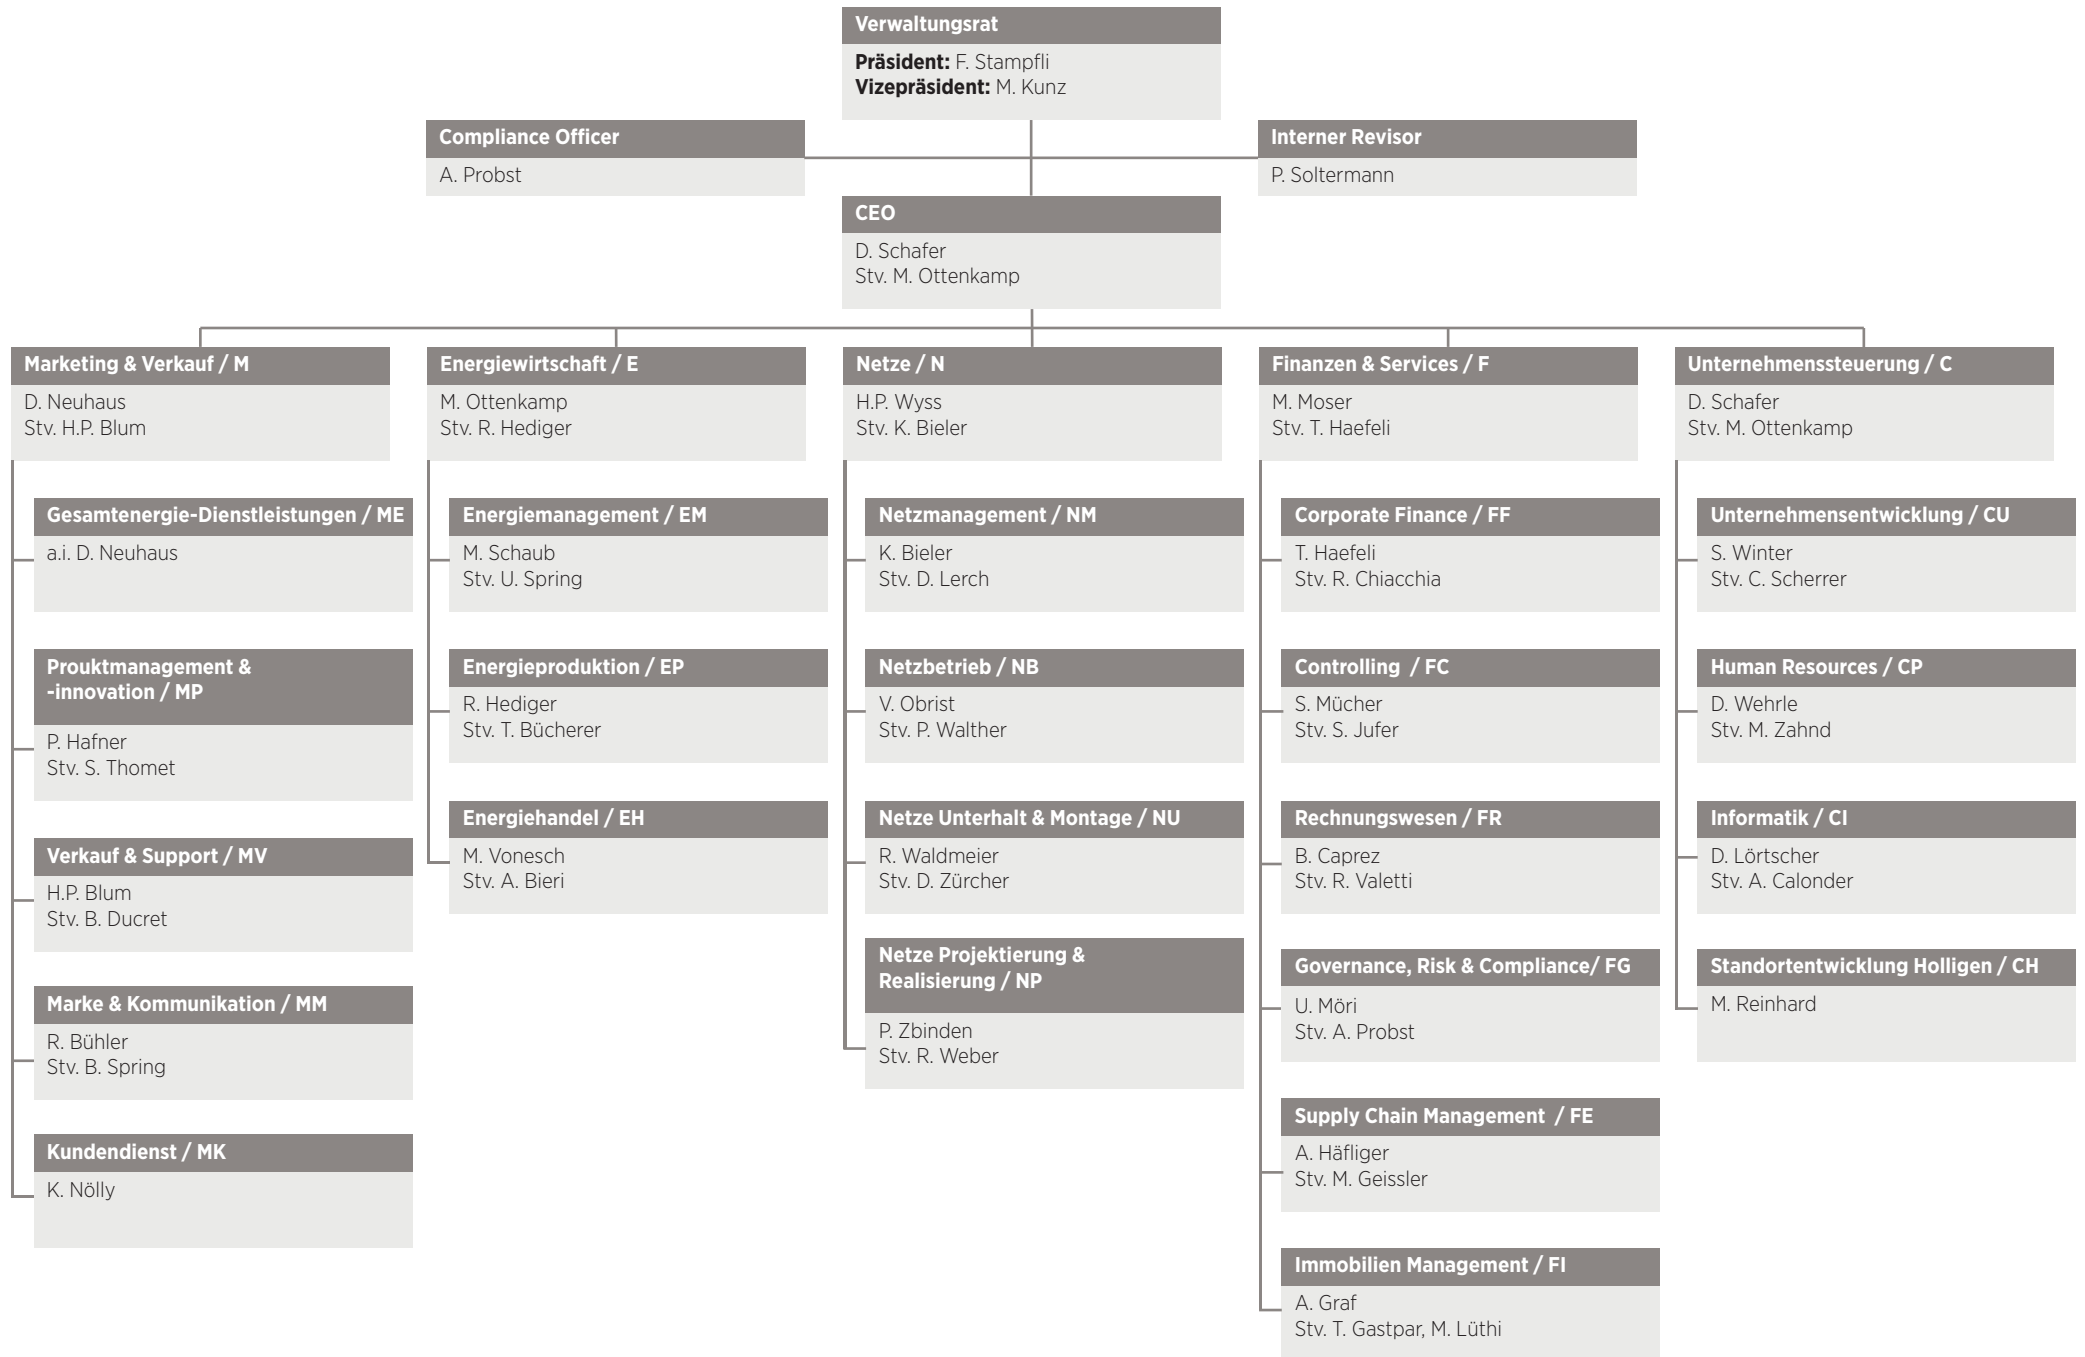 Verwaltungsrat
Präsident: F. Stampfli
Vizepräsident: M. Kunz
Compliance Officer
A. Probst
Interner Revisor
P. Soltermann
CEO
D. Schafer
Stv. M. Ottenkamp
Marketing & Verkauf / M
D. Neuhaus
Stv. H.P. Blum
Gesamtenergie-Dienstleistungen / ME
a.i. D. Neuhaus
Prouktmanagement &
-innovation / MP
P. Hafner
Stv. S. Thomet
Verkauf & Support / MV
H.P. Blum
Stv. B. Ducret
Marke & Kommunikation / MM
R. Bühler
Stv. B. Spring
Kundendienst / MK
K. Nölly
Energiewirtschaft / E
M. Ottenkamp
Stv. R. Hediger
Energiemanagement / EM
M. Schaub
Stv. U. Spring
Energieproduktion / EP
R. Hediger
Stv. T. Bücherer
Energiehandel / EH
M. Vonesch
Stv. A. Bieri
Netze / N
H.P. Wyss
Stv. K. Bieler
Netzmanagement / NM
K. Bieler
Stv. D. Lerch
Netzbetrieb / NB
V. Obrist
Stv. P. Walther
Netze Unterhalt & Montage / NU
R. Waldmeier
Stv. D. Zürcher
Netze Projektierung &
Realisierung / NP
P. Zbinden
Stv. R. Weber
Finanzen & Services / F
M. Moser
Stv. T. Haefeli
Corporate Finance / FF
T. Haefeli
Stv. R. Chiacchia
Controlling / FC
S. Mücher
Stv. S. Jufer
Rechnungswesen / FR
B. Caprez
Stv. R. Valetti
Governance, Risk & Compliance/ FG
U. Möri
Stv. A. Probst
Supply Chain Management / FE
A. Häfliger
Stv. M. Geissler
Immobilien Management / FI
A. Graf
Stv. T. Gastpar, M. Lüthi
Unternehmenssteuerung / C
D. Schafer
Stv. M. Ottenkamp
Unternehmensentwicklung / CU
S. Winter
Stv. C. Scherrer
Human Resources / CP
D. Wehrle
Stv. M. Zahnd
Informatik / CI
D. Lörtscher
Stv. A. Calonder
Standortentwicklung Holligen / CH
M. Reinhard